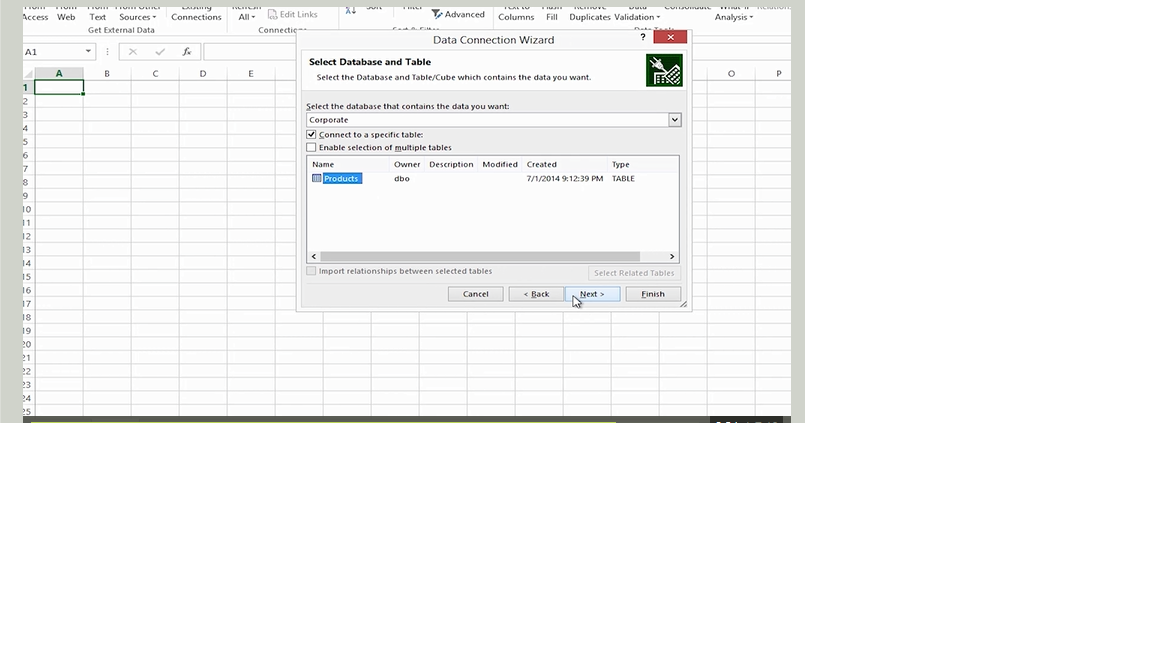 From From From From Other Existing Refresh Sort Filter Text to Flash Remove Data Consolidate What-If
Access Web Text Sources Connections All Edit Links Advanced Columns Fill Duplicates Validation Analysis
Get External Data Connections Sort & Filter Data Tools
Data Connection Wizard ?
A1 fx
Select Database and Table
Select the Database and Table/Cube which contains the data you want.
A B C D E O P
Select the database that contains the data you want:
Corporate
Connect to a specific table:
Enable selection of multiple tables
Name Owner Description Modified Created Type
Products dbo 7/1/2014 9:12:39 PM TABLE
Import relationships between selected tables
Select Related Tables
Cancel < Back Next > Finish
1
2
3
4
5
6
7
8
9
10
11
12
13
14
15
16
17
18
19
20
21
22
23
24
25